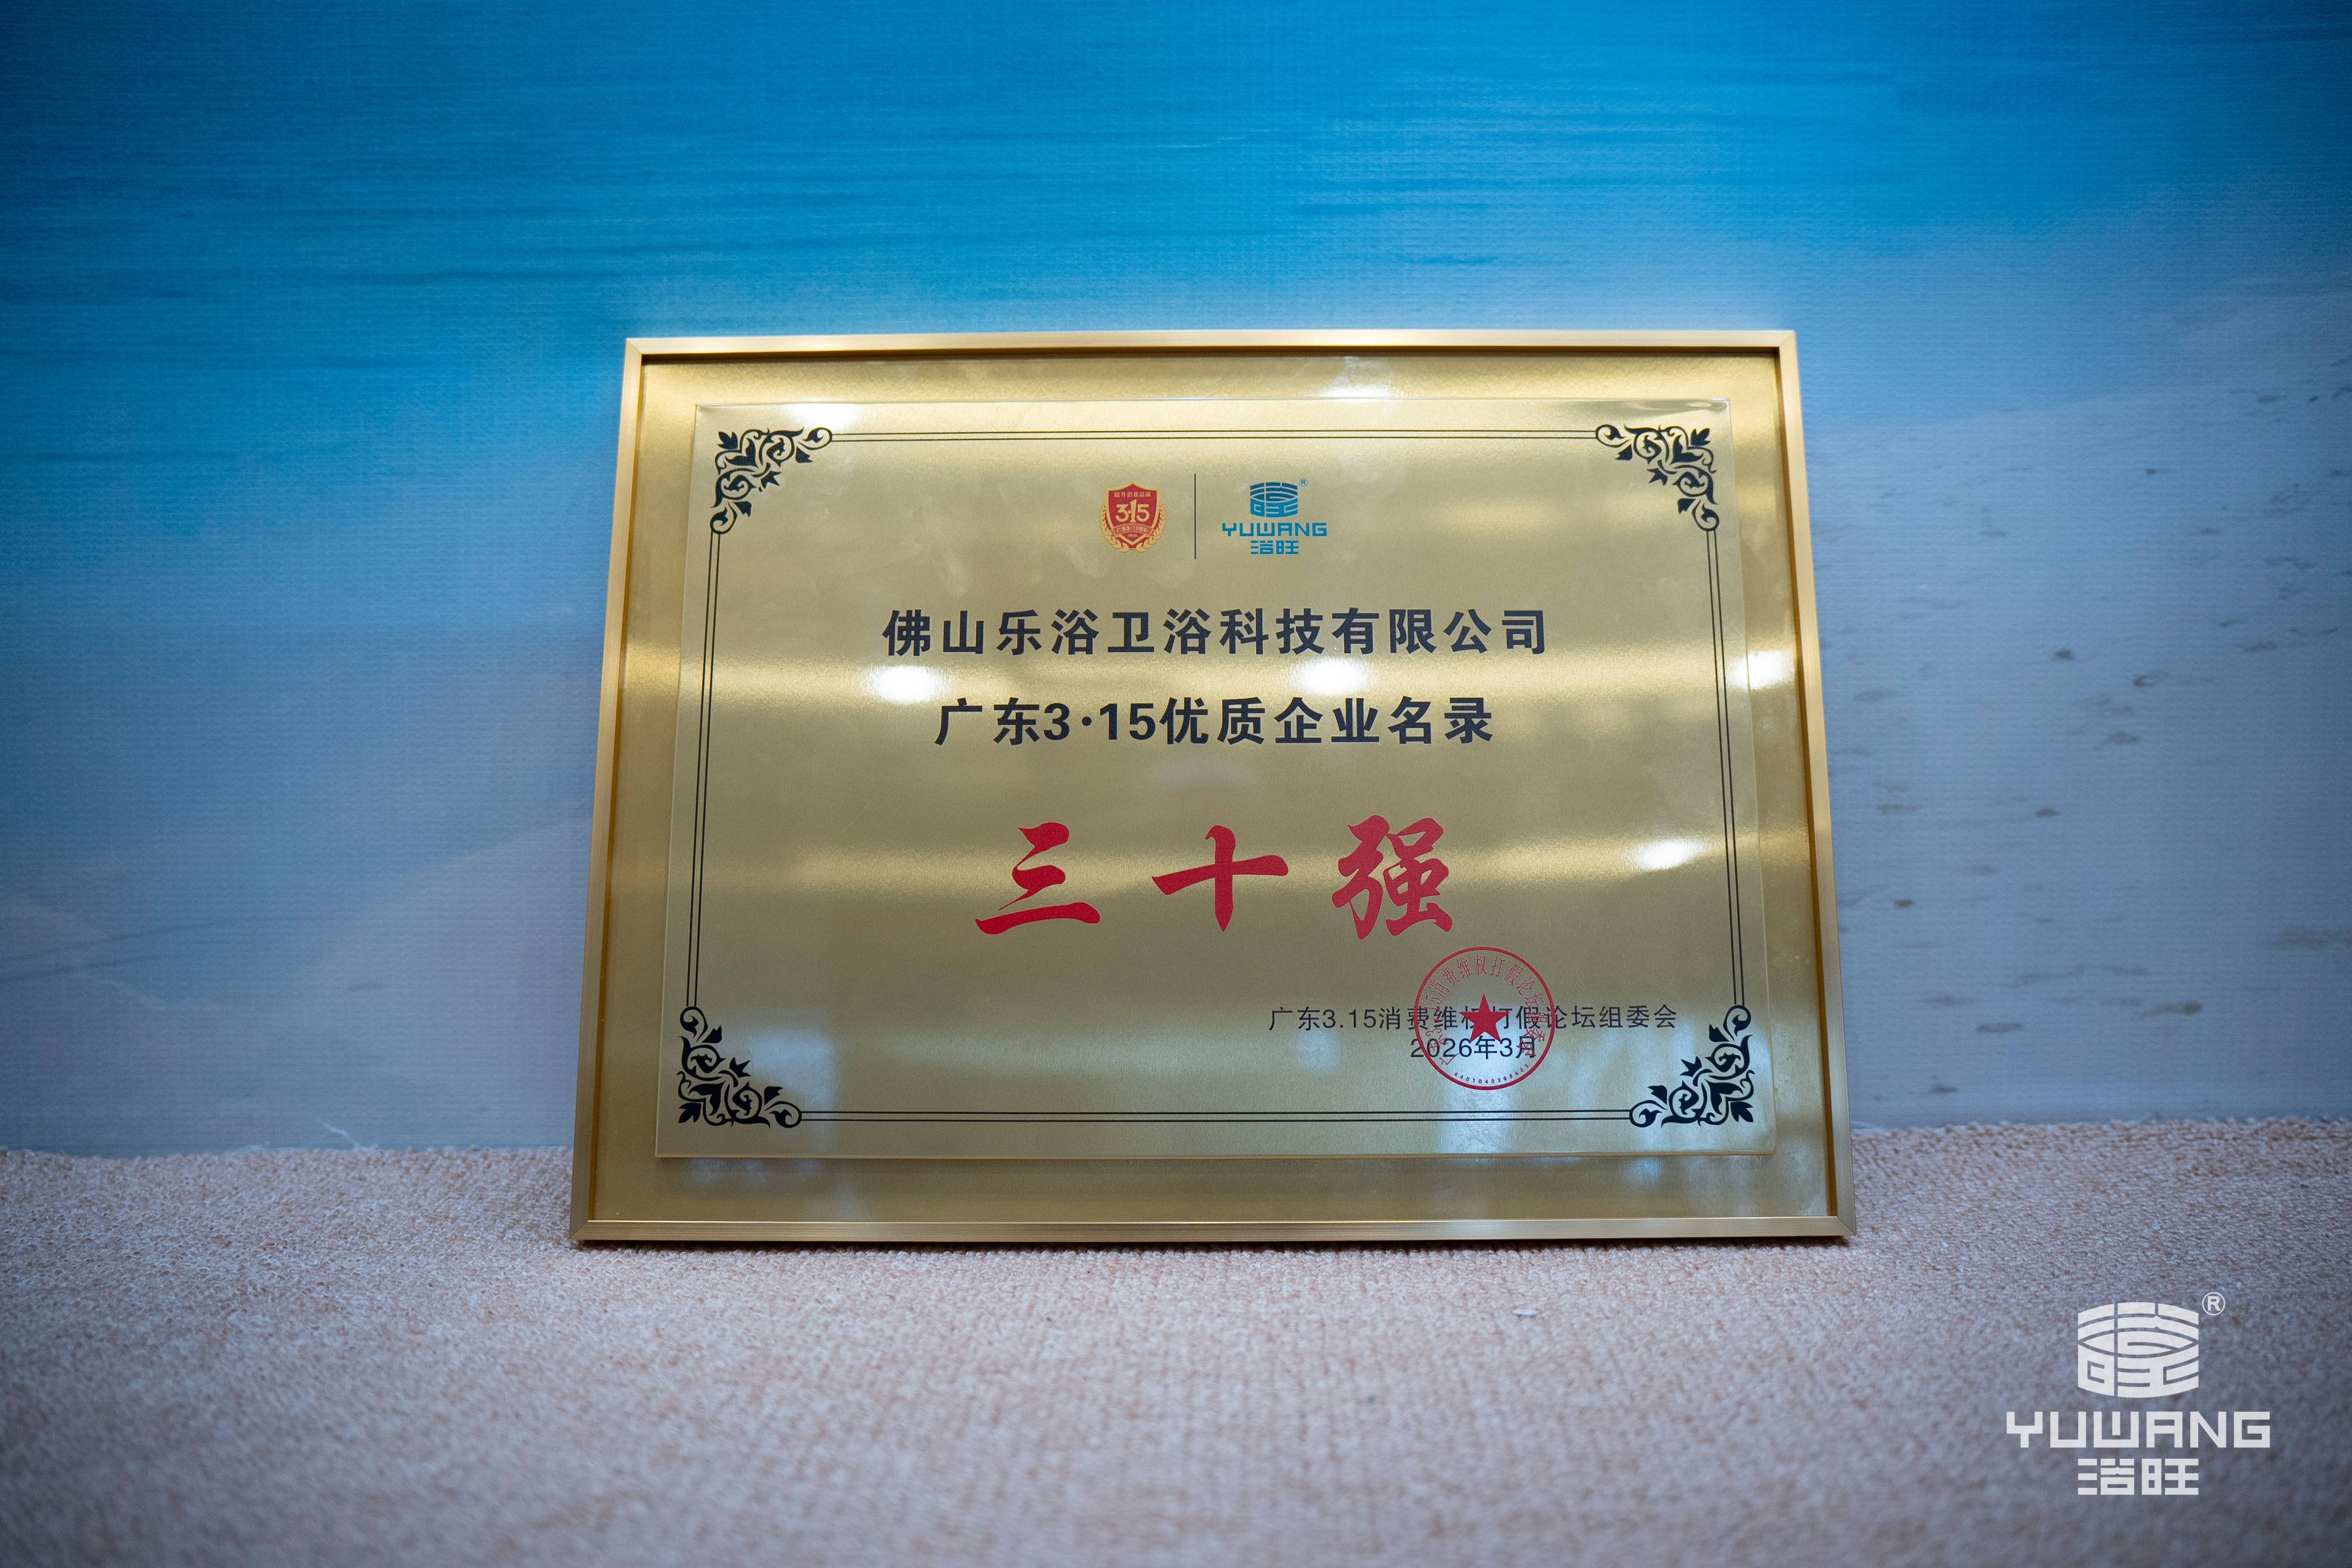 3·15
YUWANG
浴旺
佛山乐浴卫浴科技有限公司
广东3·15优质企业名录
三十强
广东3.15消费维权打假论坛组委会
2026年3月
®
YUWANG
浴旺